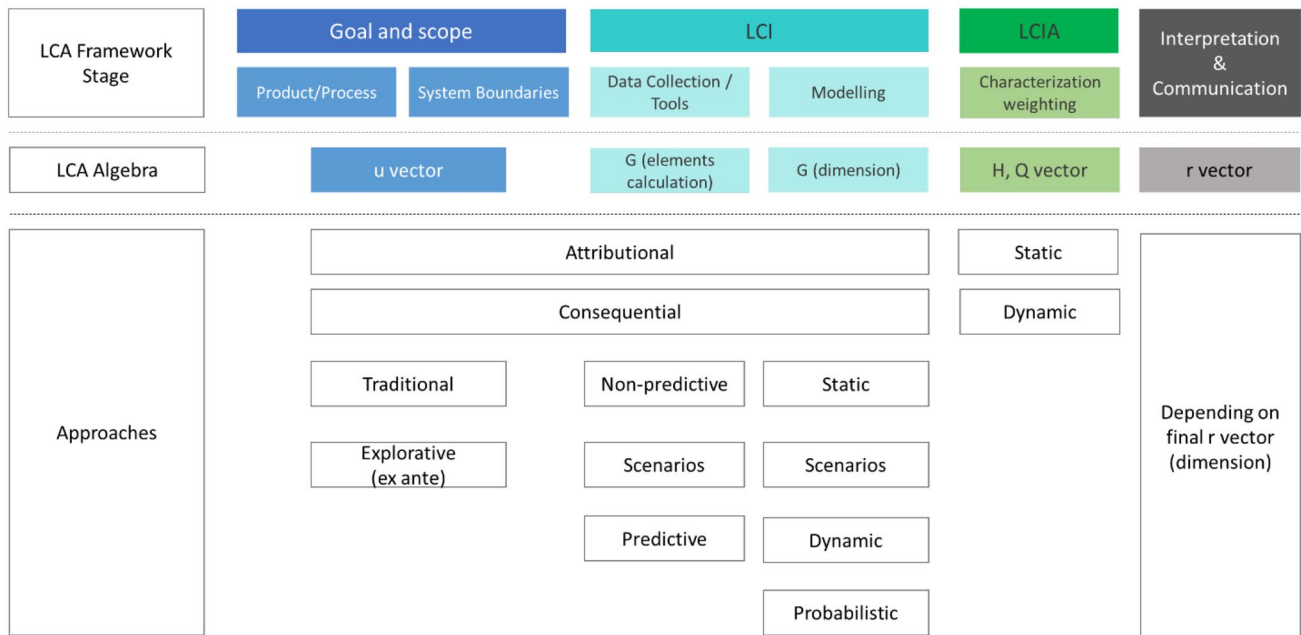 LCA Framework
Stage
Goal and scope
LCI
LCIA
Interpretation
&
Communication
Product/Process
System Boundaries
Data Collection /
Tools
Modelling
Characterization
weighting
LCA Algebra
u vector
G (elements
calculation)
G (dimension)
H, Q vector
r vector
Approaches
Attributional
Static
Consequential
Dynamic
Traditional
Non-predictive
Static
Explorative
(ex ante)
Scenarios
Scenarios
Predictive
Dynamic
Probabilistic
Depending on
final r vector
(dimension)